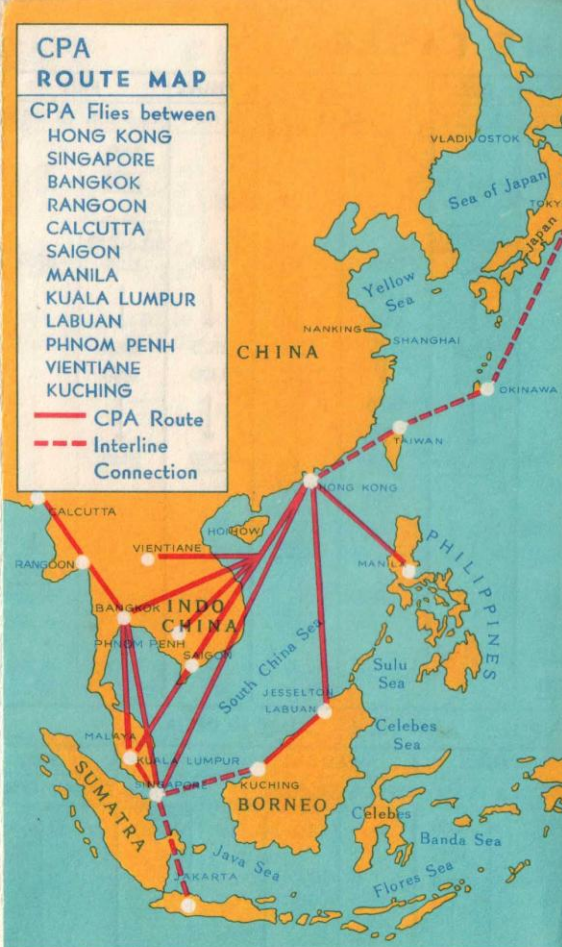 CPA
ROUTE MAP
CPA Flies between
HONG KONG
SINGAPORE
BANGKOK
RANGOON
CALCUTTA
SAIGON
MANILA
KUALA LUMPUR
LABUAN
PHNOM PENH
VIENTIANE
KUCHING
CPA Route
Interline
Connection
VLADIVOSTOK
Sea of Japan
TOKY
Japan
Yellow
Sea
NANKING
SHANGHAI
CHINA
OKINAWA
TAIWAN
HONG KONG
CALCUTTA
HOIHOW
VIENTIANE
RANGOON
MANILA
PHILIPPINES
BANGKOK
INDO
CHINA
PHNOM PENH
SAIGON
South China Sea
Sulu
Sea
JESSELTON
LABUAN
Celebes
Sea
MALAYA
KUALA LUMPUR
SINGAPORE
KUCHING
BORNEO
SUMATRA
Celebes
Banda Sea
Java Sea
Flores Sea
JAKARTA